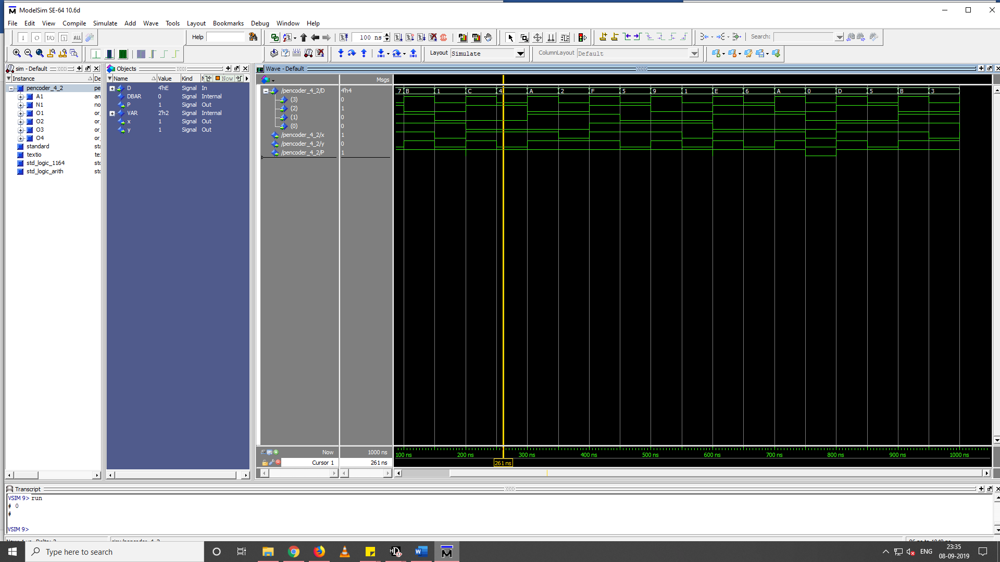 ModelSim SE-64 10.6d
File Edit View Compile Simulate Add Wave Tools Layout Bookmarks Debug Window Help
Help
100 ns
Search:
Layout Simulate
ColumnLayout Default
sim - Default
Instance De
pencoder_4_2 pe
A1 an
N1 no
O1 or_
O2 or_
O3 or_
O4 or_
standard sta
textio te
std_logic_1164 std
std_logic_arith std
Objects
Name Value Kind Now
D 4'hE Signal In
DBAR 0 Signal Internal
P 1 Signal Out
VAR 2'h2 Signal Internal
x 1 Signal Out
y 1 Signal Out
Wave - Default
Msgs
/pencoder_4_2/D 4'h4 7 B 1 C 4 A 2 F 5 9 1 E 6 A 0 D 5 B 3
(3) 0
(2) 1
(1) 0
(0) 0
/pencoder_4_2/x 1
/pencoder_4_2/y 0
/pencoder_4_2/P 1
Now 1000 ns
100 ns 200 ns 300 ns 400 ns 500 ns 600 ns 700 ns 800 ns 900 ns 1000 ns
Cursor 1 261 ns
261 ns
Transcript
VSIM 9> run
# 0
#
VSIM 9>
Type here to search
ENG
23:35
08-09-2019